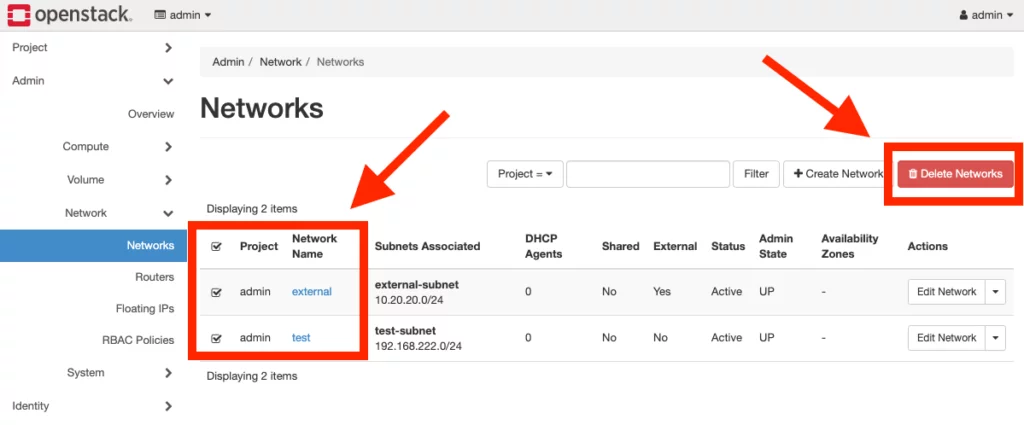 openstack. admin admin
Project
Admin
Overview
Compute
Volume
Network
Networks
Routers
Floating IPs
RBAC Policies
System
Identity
Admin / Network / Networks
Networks
Project = Filter + Create Network Delete Networks
Displaying 2 items
Project Network Name Subnets Associated DHCP Agents Shared External Status Admin State Availability Zones Actions
admin external external-subnet 10.20.20.0/24 0 No Yes Active UP - Edit Network
admin test test-subnet 192.168.222.0/24 0 No No Active UP - Edit Network
Displaying 2 items